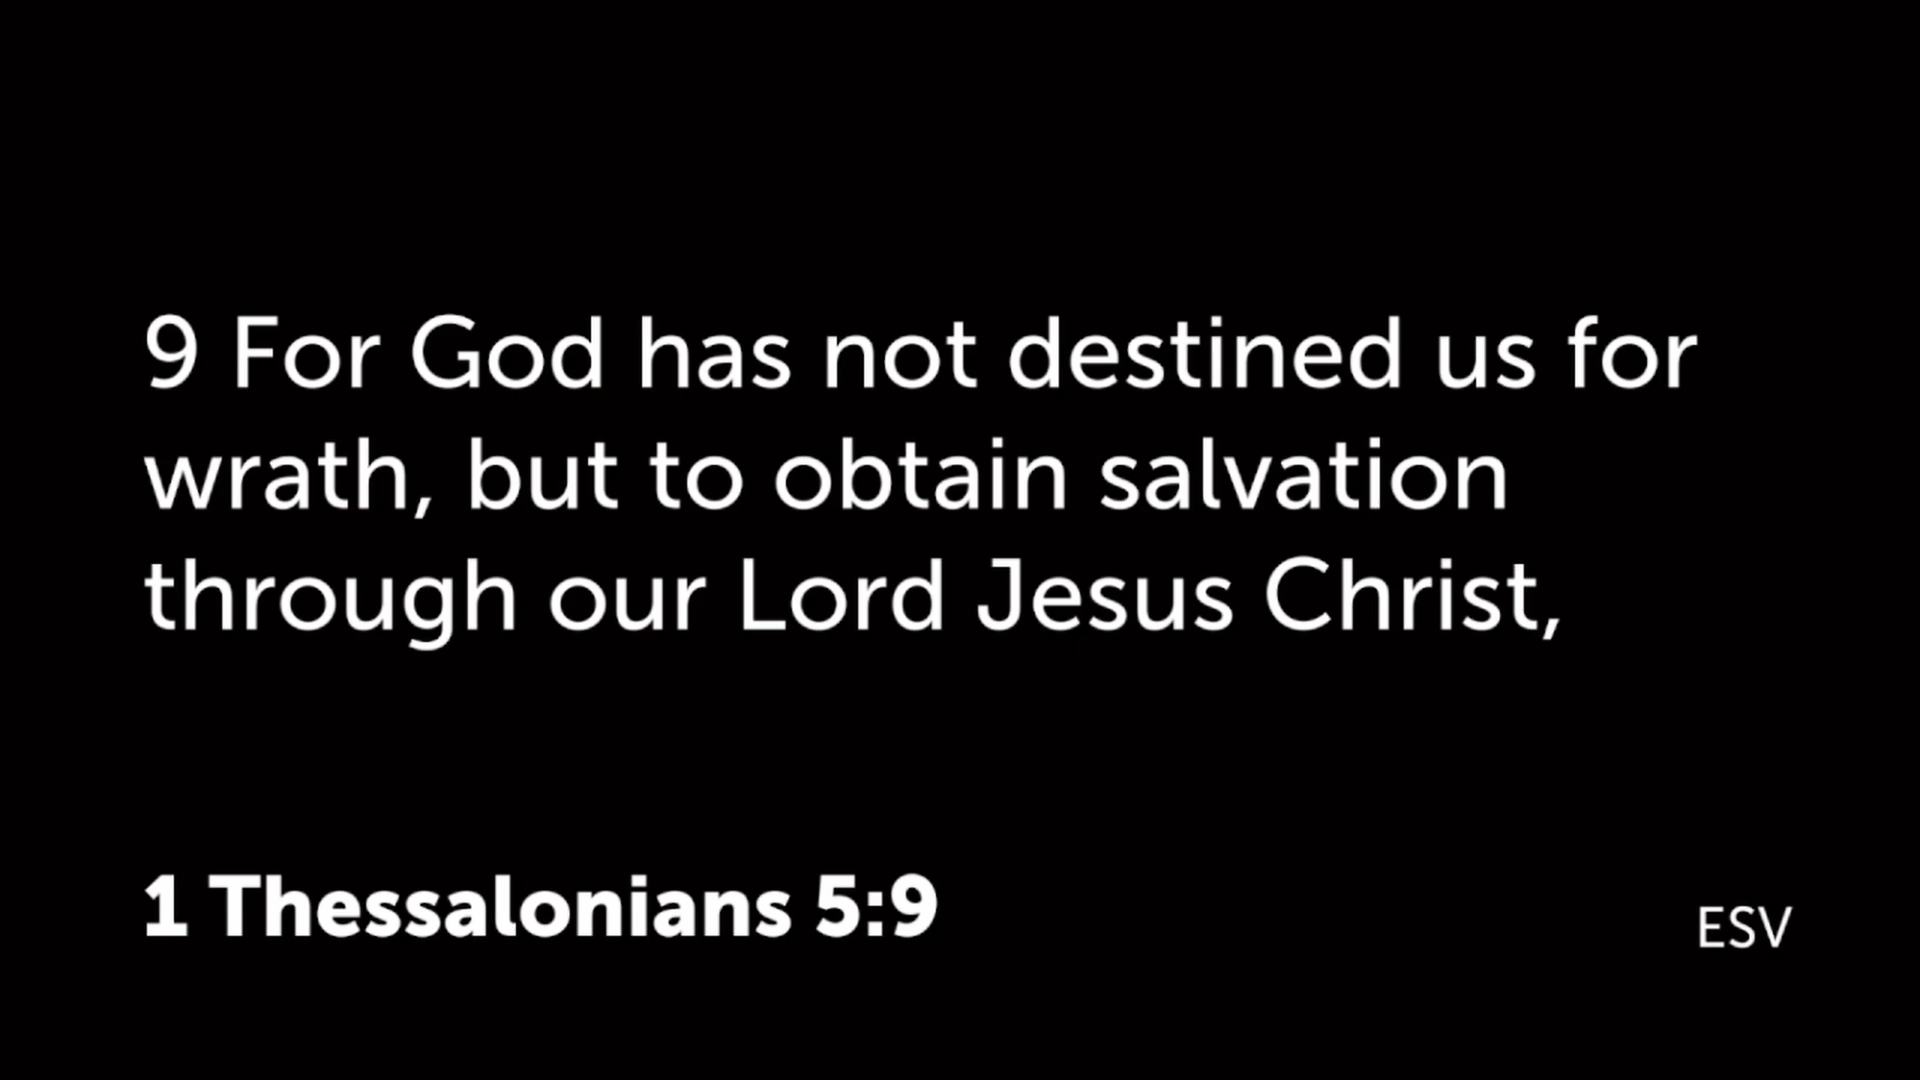 9 For God has not destined us for
wrath, but to obtain salvation
through our Lord Jesus Christ,
1 Thessalonians 5:9
ESV